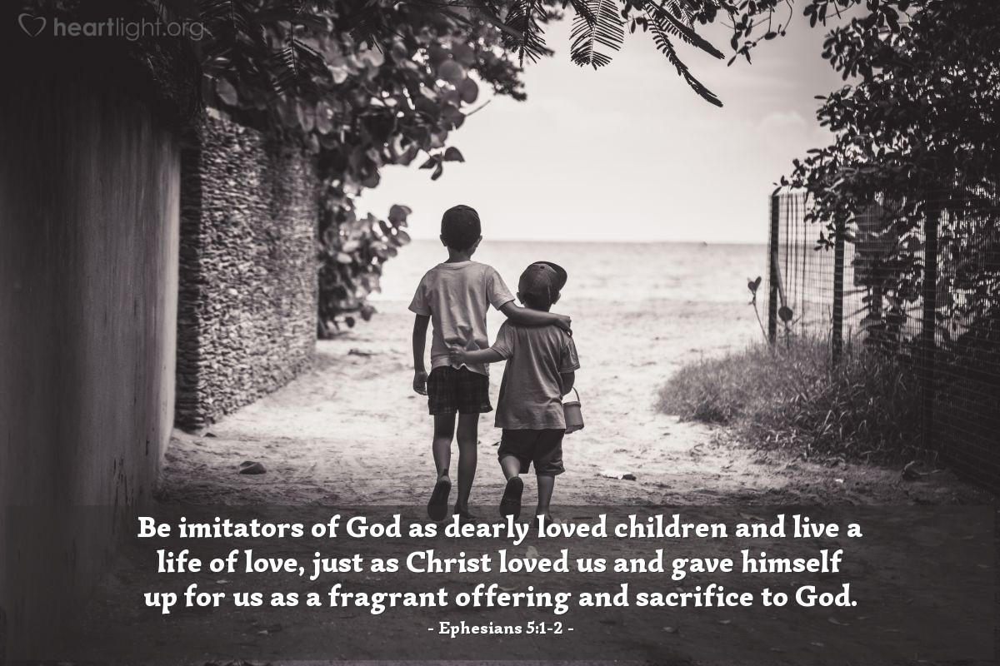 heartlight.org
Be imitators of God as dearly loved children and live a
life of love, just as Christ loved us and gave himself
up for us as a fragrant offering and sacrifice to God.
- Ephesians 5:1-2 -